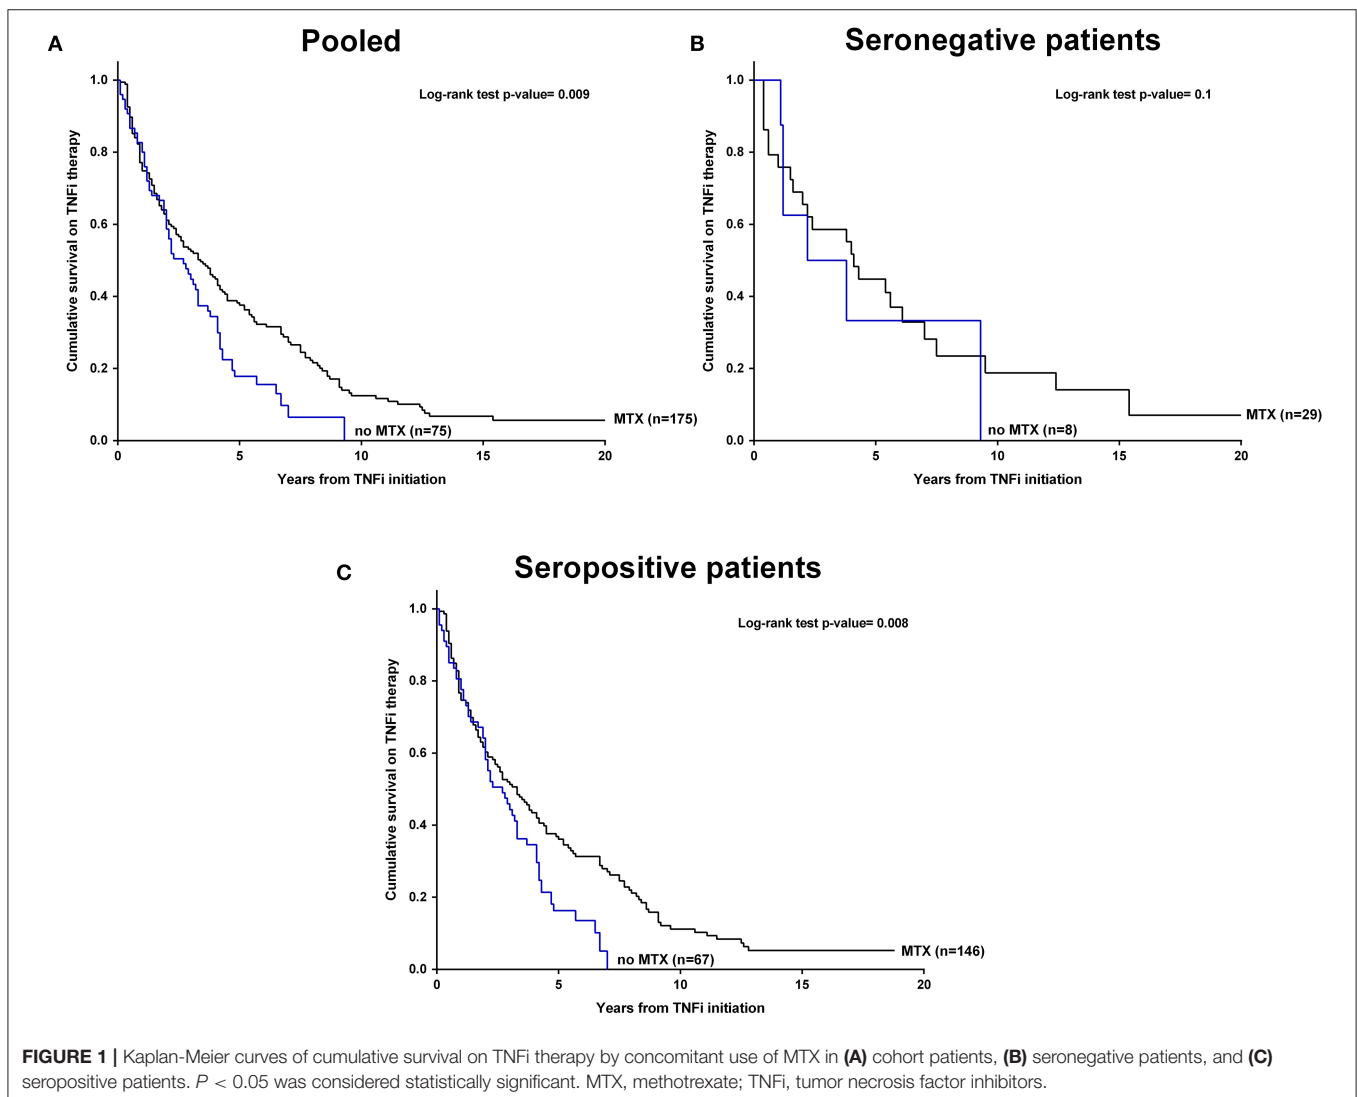 A
Pooled
Log-rank test p-value= 0.009
Cumulative survival on TNFi therapy
1.0
0.8
0.6
0.4
0.2
0.0
MTX (n=175)
no MTX (n=75)
0 5 10 15 20
Years from TNFi initiation
B
Seronegative patients
Log-rank test p-value= 0.1
Cumulative survival on TNFi therapy
1.0
0.8
0.6
0.4
0.2
0.0
MTX (n=29)
no MTX (n=8)
0 5 10 15 20
Years from TNFi initiation
C
Seropositive patients
Log-rank test p-value= 0.008
Cumulative survival on TNFi therapy
1.0
0.8
0.6
0.4
0.2
0.0
MTX (n=146)
no MTX (n=67)
0 5 10 15 20
Years from TNFi initiation
FIGURE 1 | Kaplan-Meier curves of cumulative survival on TNFi therapy by concomitant use of MTX in (A) cohort patients, (B) seronegative patients, and (C)
seropositive patients. P < 0.05 was considered statistically significant. MTX, methotrexate; TNFi, tumor necrosis factor inhibitors.